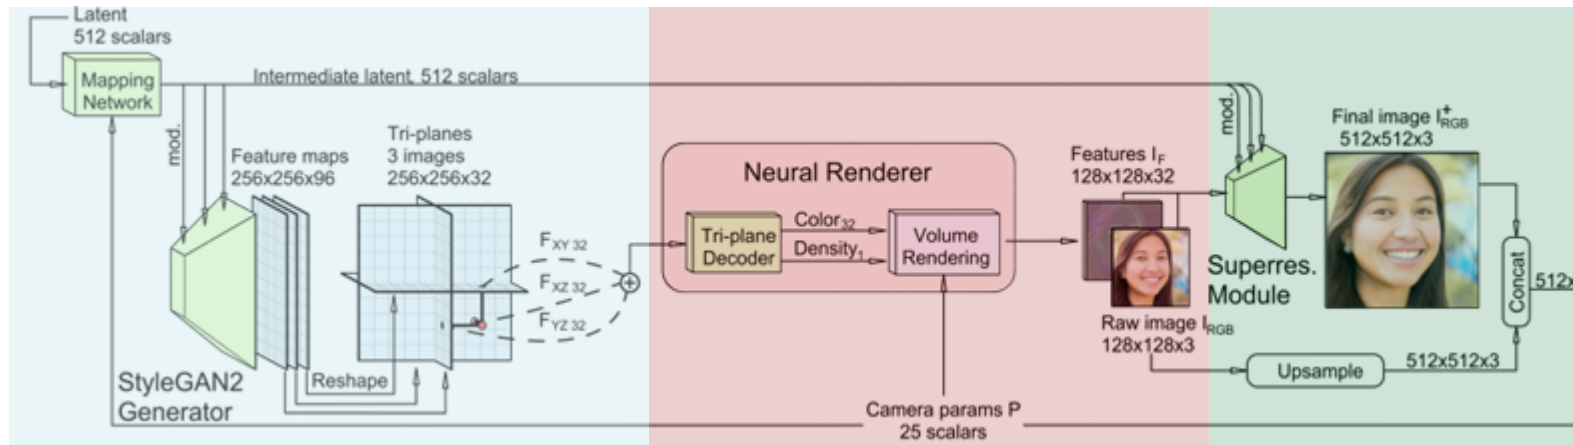 Latent
512 scalars
Mapping
Network
Intermediate latent, 512 scalars
mod.
Feature maps
256x256x96
Tri-planes
3 images
256x256x32
F_XY 32
F_XZ 32
F_YZ 32
Reshape
StyleGAN2
Generator
Neural Renderer
Tri-plane
Decoder
Color_32
Density_1
Volume
Rendering
Camera params P
25 scalars
Features I_F
128x128x32
Raw image I_RGB
128x128x3
mod.
Superres.
Module
Final image I^+_RGB
512x512x3
Upsample
512x512x3
Concat
512x